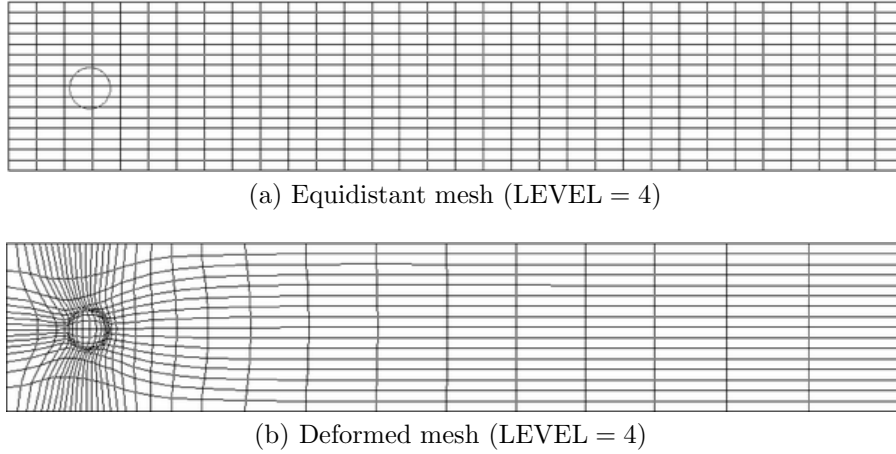 (a) Equidistant mesh (LEVEL = 4)
(b) Deformed mesh (LEVEL = 4)